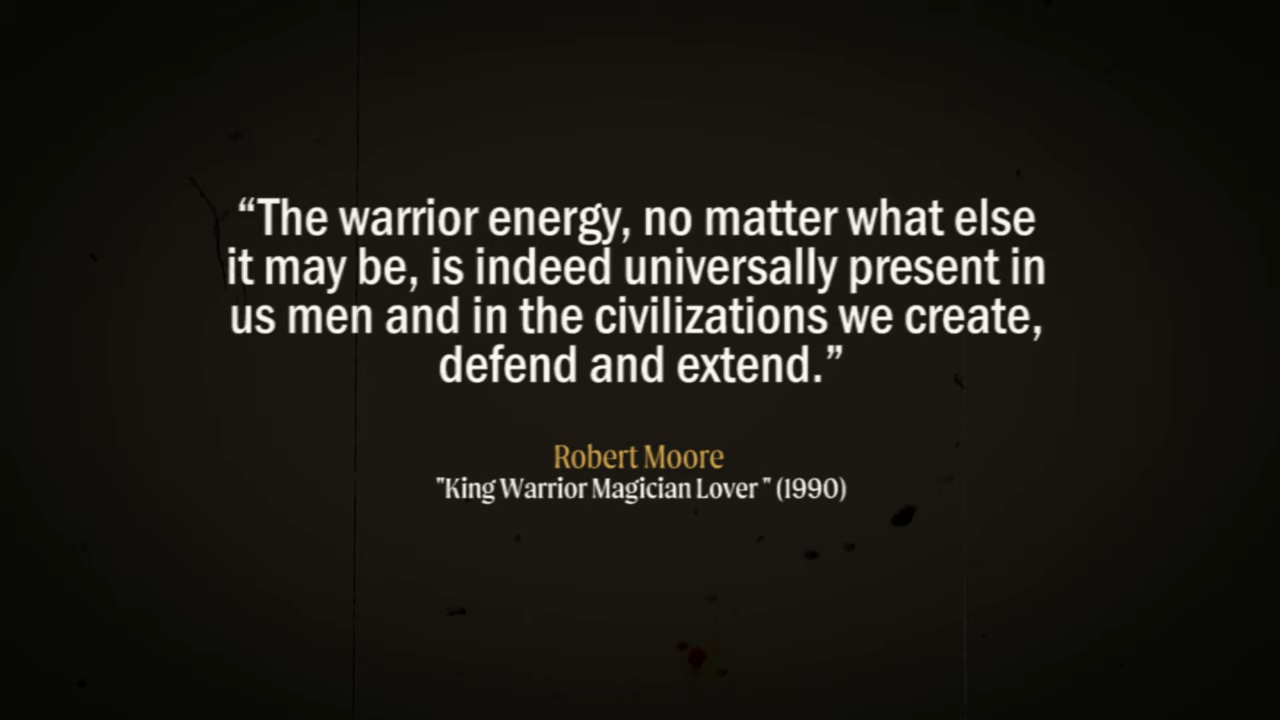 “The warrior energy, no matter what else
it may be, is indeed universally present in
us men and in the civilizations we create,
defend and extend.”
Robert Moore
"King Warrior Magician Lover " (1990)